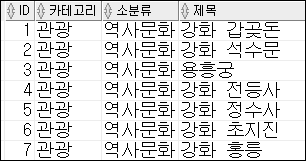 ID 카테고리 소분류 제목
1 관광 역사문화 강화 갑곶돈
2 관광 역사문화 강화 석수문
3 관광 역사문화 용흥궁
4 관광 역사문화 강화 전등사
5 관광 역사문화 강화 정수사
6 관광 역사문화 강화 초지진
7 관광 역사문화 강화 홍릉